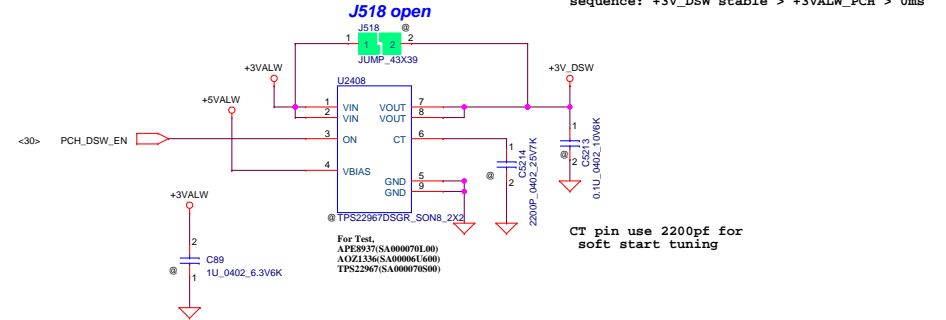 sequence: +3V_DSW stable > +3VALW_PCH > 0ms
J518 open
J518 @
1 1 2 2
JUMP_43X39
+3VALW
+3V_DSW
U2408
+5VALW
1 VIN VOUT 7
2 VIN VOUT 8
<30> PCH_DSW_EN
3 ON CT 6
4 VBIAS
GND 5
GND 9
@ TPS22967DSGR_SON8_2X2
1
@
2
C5214
2200P_0402_25V7K
1
@
2
C5213
0.1U_0402_10V6K
+3VALW
2
@
1
C89
1U_0402_6.3V6K
For Test,
APE8937(SA000070L00)
AOZ1336(SA00006U600)
TPS22967(SA000070S00)
CT pin use 2200pf for
soft start tuning